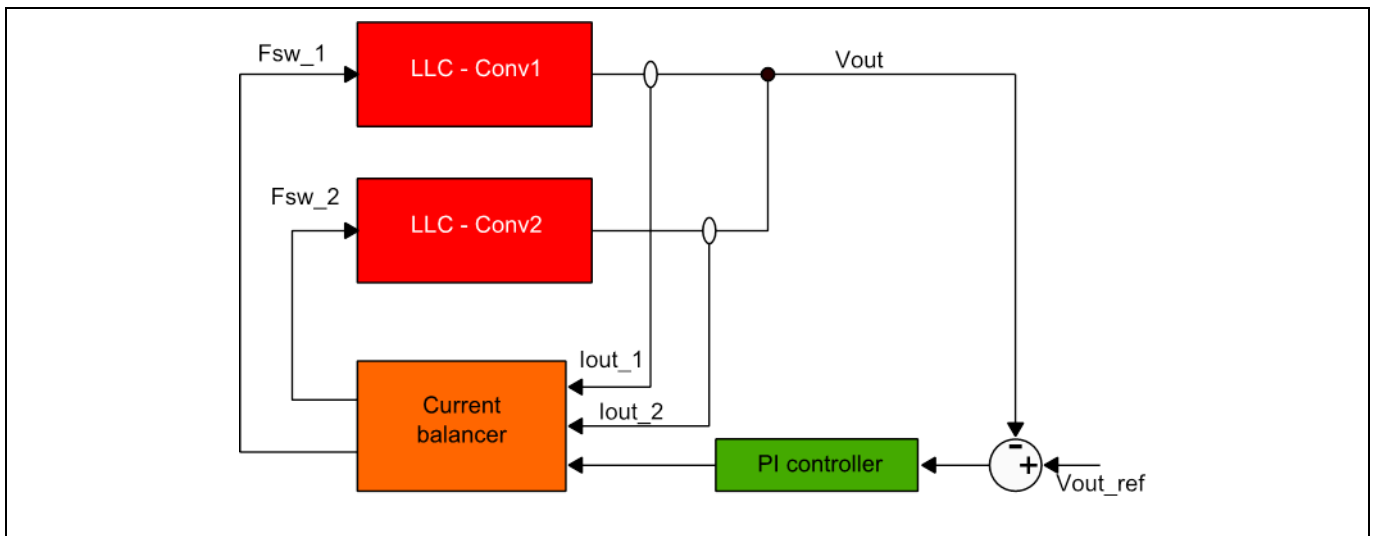 Fsw_1
LLC - Conv1
Vout
Fsw_2
LLC - Conv2
Iout_1
Current
balancer
Iout_2
PI controller
-
+
Vout_ref